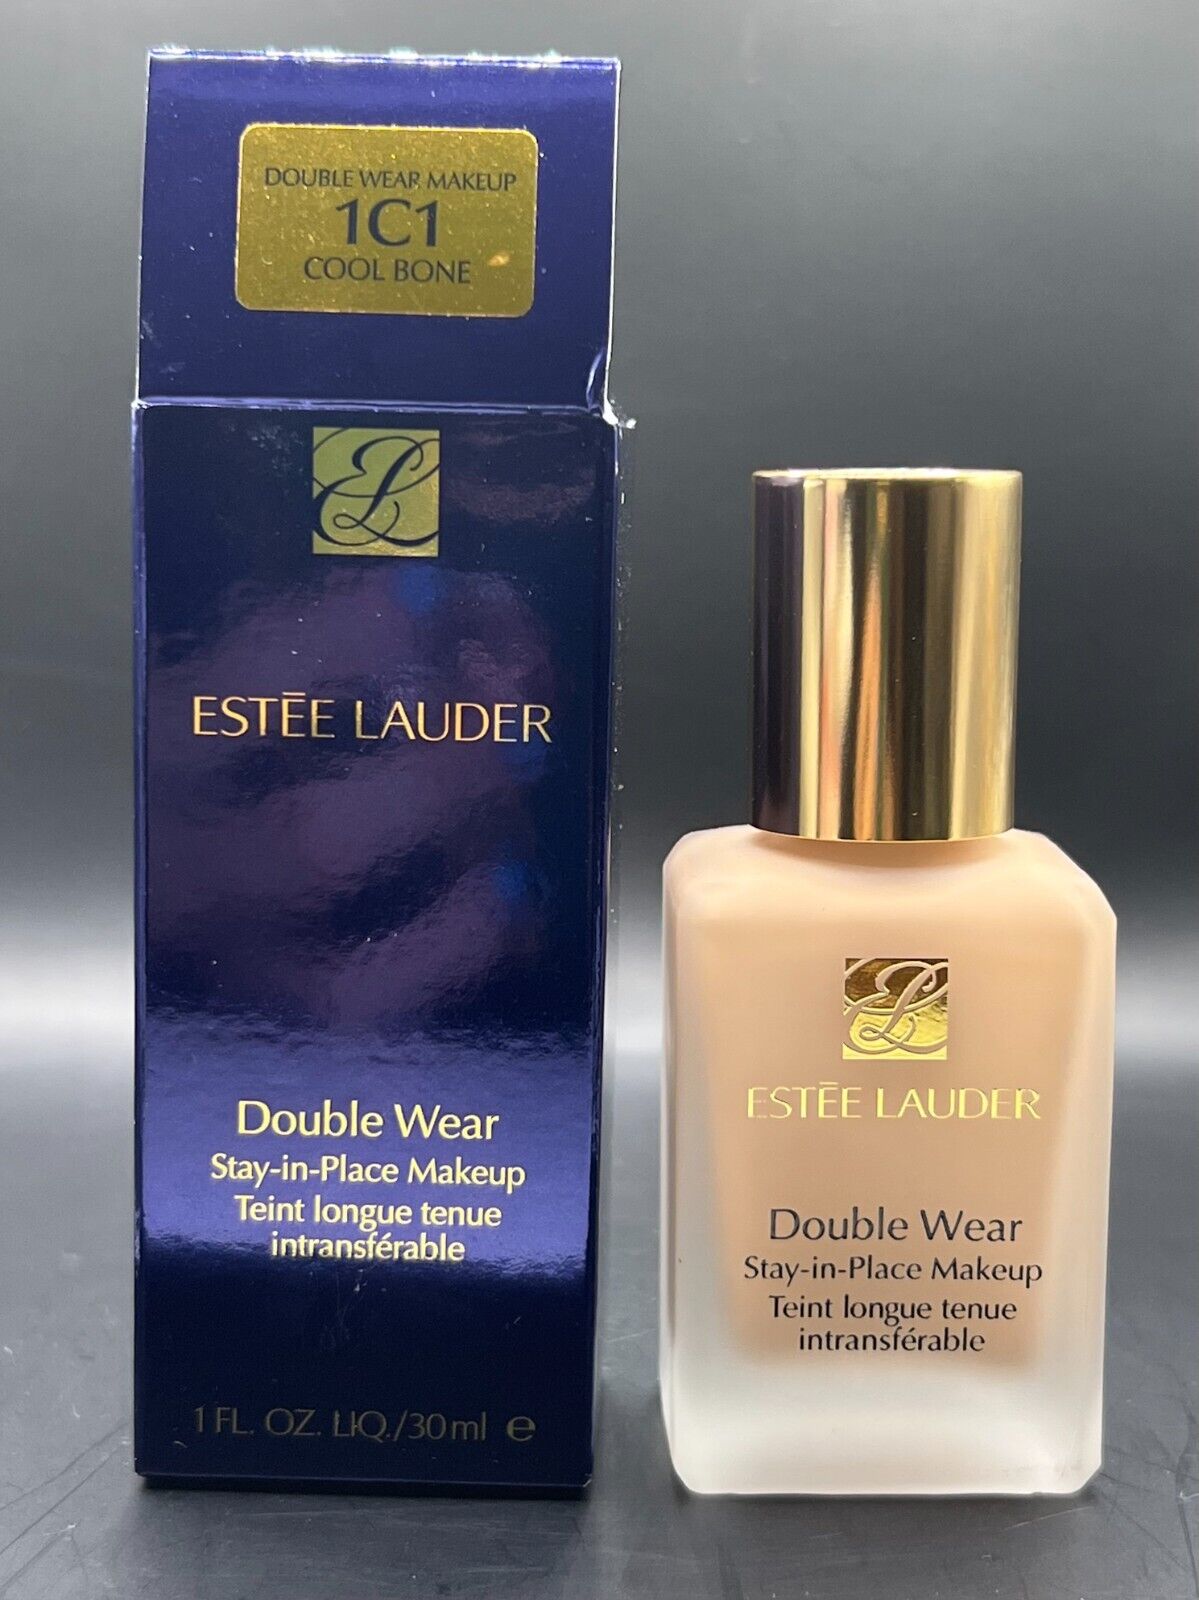 DOUBLE WEAR MAKEUP
1C1
COOL BONE
ESTĒE LAUDER
Double Wear
Stay-in-Place Makeup
Teint longue tenue
intransférable
1 FL. OZ. LIQ./30 ml ℮
ESTĒE LAUDER
Double Wear
Stay-in-Place Makeup
Teint longue tenue
intransférable